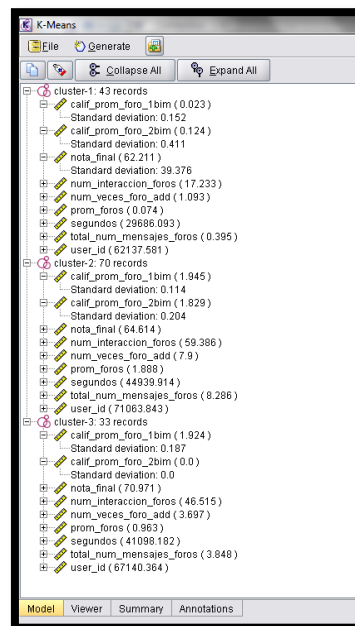 K-Means
File Generate
Collapse All Expand All
cluster-1: 43 records
calif_prom_foro_1bim ( 0.023 )
Standard deviation: 0.152
calif_prom_foro_2bim ( 0.124 )
Standard deviation: 0.411
nota_final ( 62.211 )
Standard deviation: 39.376
num_interaccion_foros ( 17.233 )
num_veces_foro_add ( 1.093 )
prom_foros ( 0.074 )
segundos ( 29686.093 )
total_num_mensajes_foros ( 0.395 )
user_id ( 62137.581 )
cluster-2: 70 records
calif_prom_foro_1bim ( 1.945 )
Standard deviation: 0.114
calif_prom_foro_2bim ( 1.829 )
Standard deviation: 0.204
nota_final ( 64.614 )
num_interaccion_foros ( 59.386 )
num_veces_foro_add ( 7.9 )
prom_foros ( 1.888 )
segundos ( 44939.914 )
total_num_mensajes_foros ( 8.286 )
user_id ( 71063.843 )
cluster-3: 33 records
calif_prom_foro_1bim ( 1.924 )
Standard deviation: 0.187
calif_prom_foro_2bim ( 0.0 )
Standard deviation: 0.0
nota_final ( 70.971 )
num_interaccion_foros ( 46.515 )
num_veces_foro_add ( 3.697 )
prom_foros ( 0.963 )
segundos ( 41098.182 )
total_num_mensajes_foros ( 3.848 )
user_id ( 67140.364 )
Model Viewer Summary Annotations